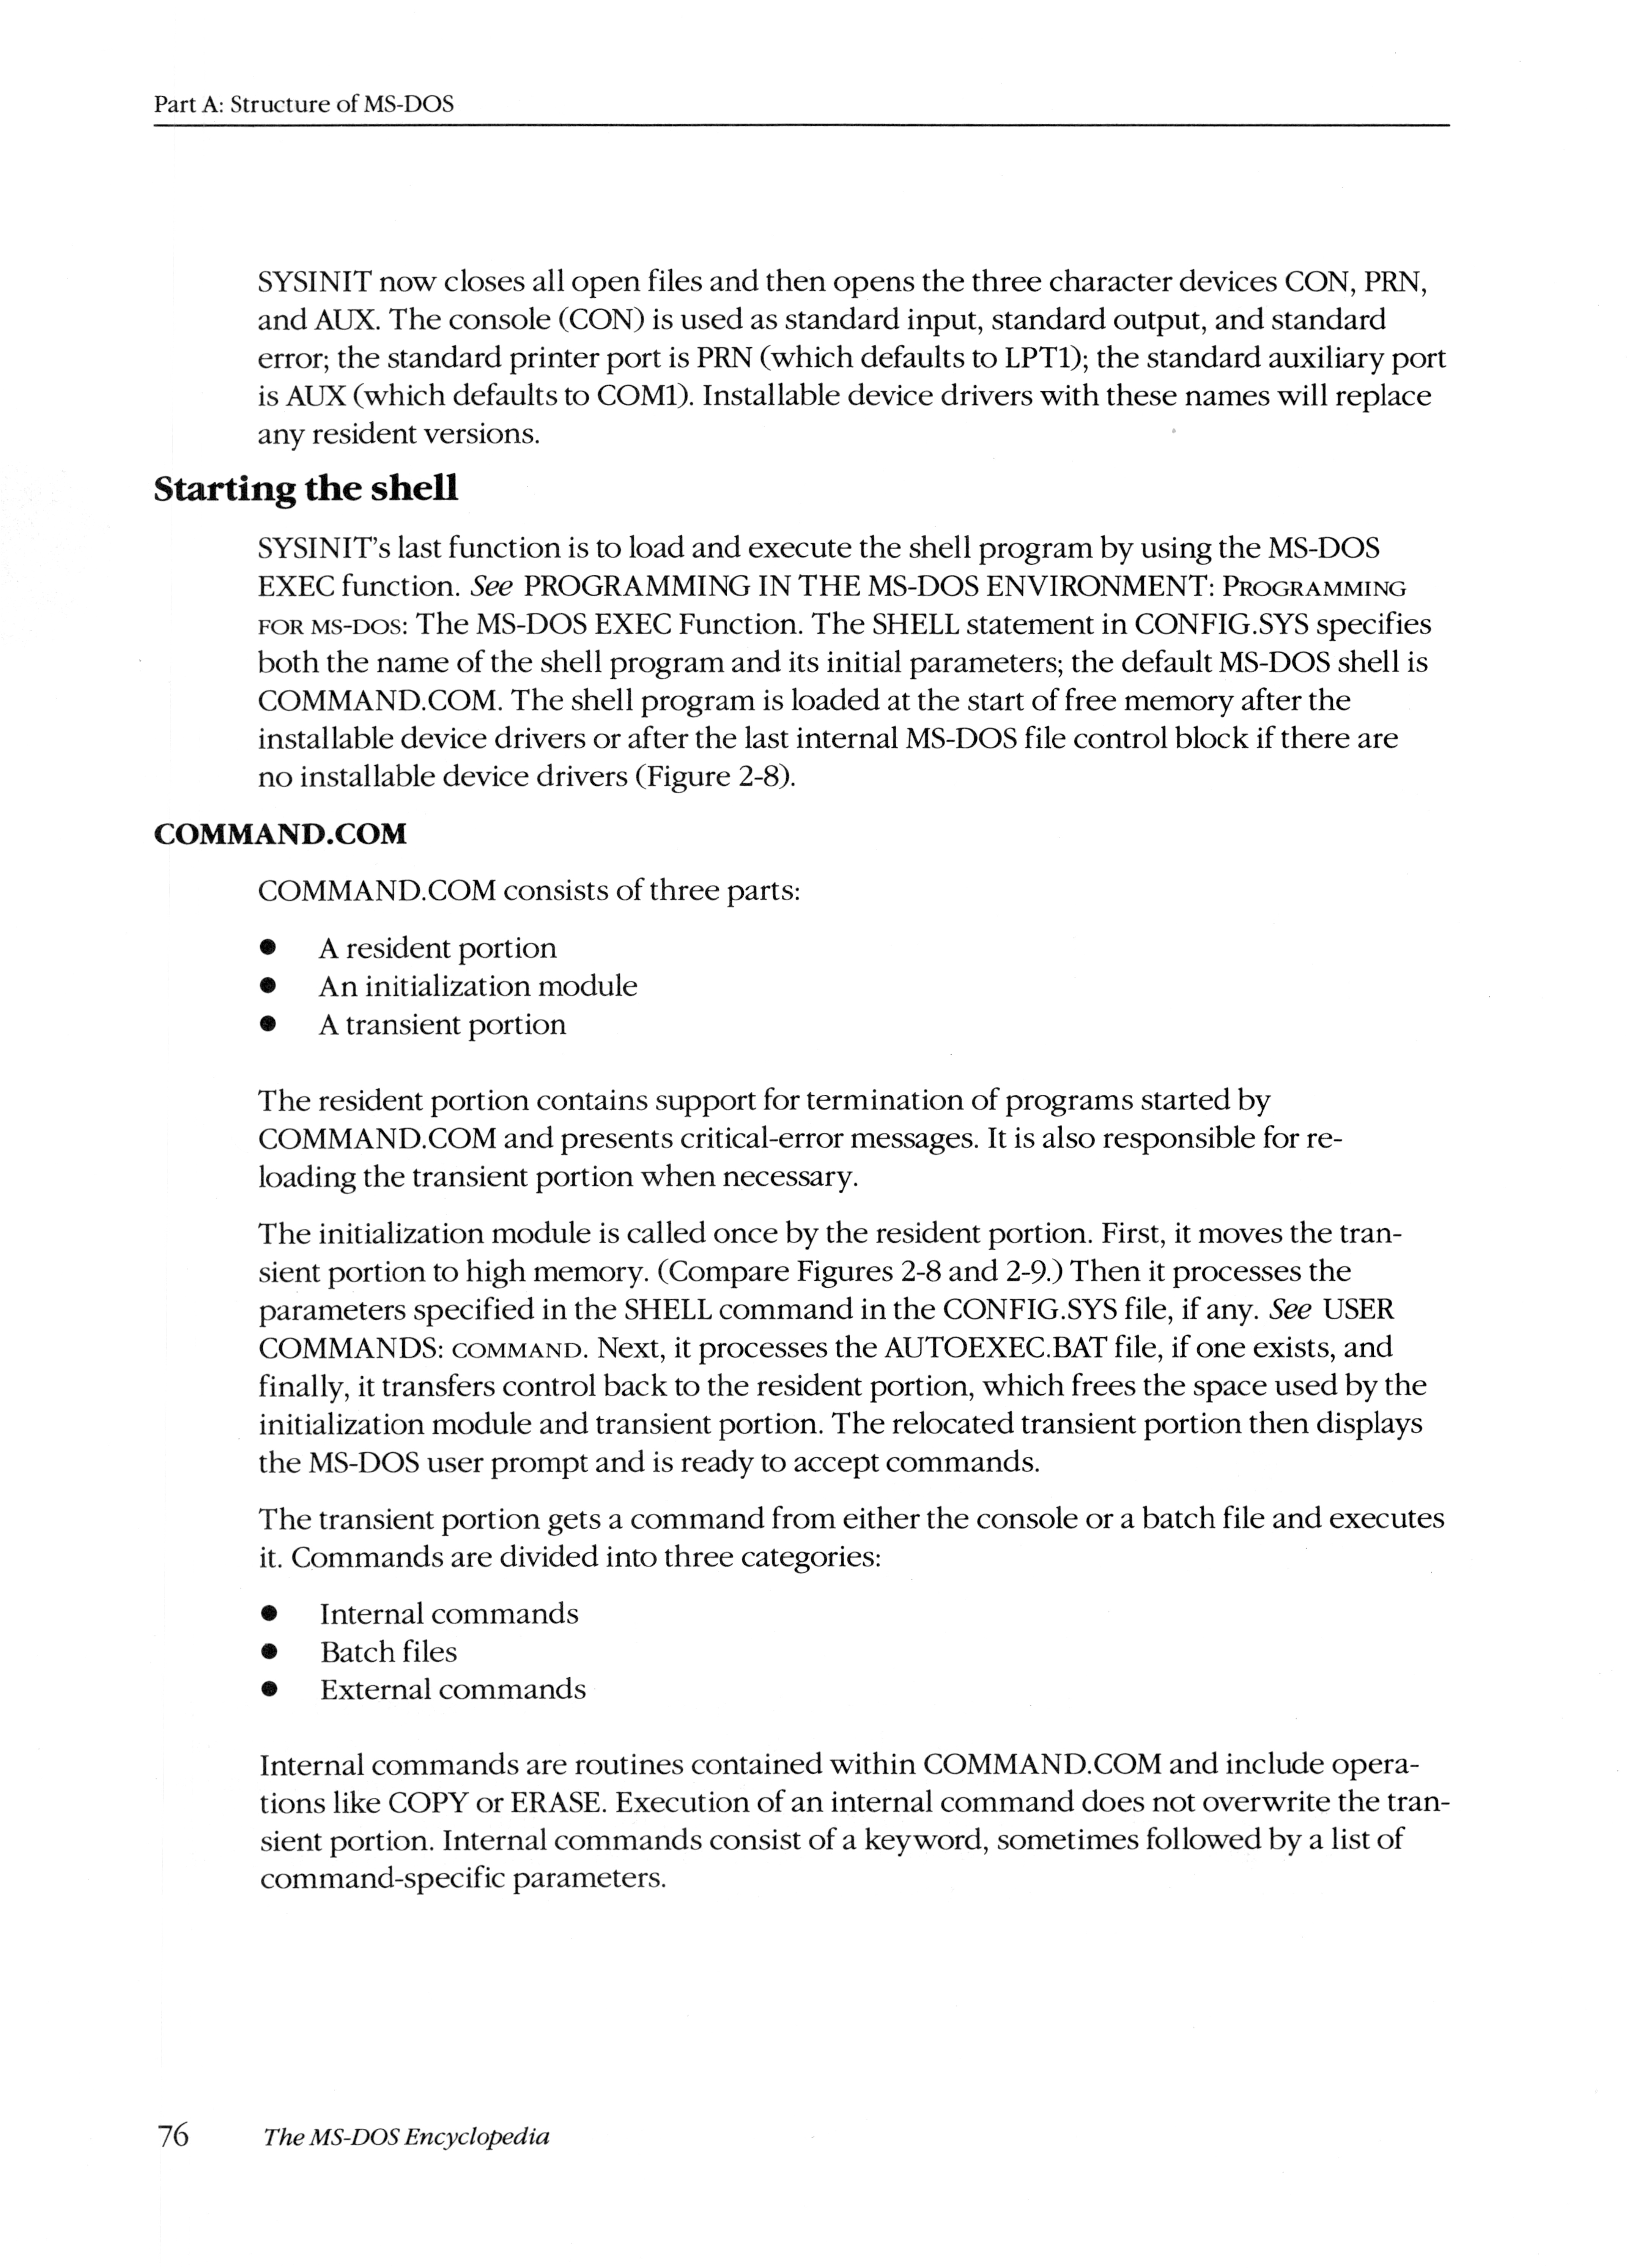 Part A: Structure of MS-DOS
SYSINIT now closes all open files and then opens the three character devices CON, PRN,
and AUX. The console (CON) is used as standard input, standard output, and standard
error; the standard printer port is PRN (which defaults to LPT1); the standard auxiliary port
is AUX (which defaults to COM1). Installable device drivers with these names will replace
any resident versions.
Starting the shell
SYSINIT's last function is to load and execute the shell program by using the MS-DOS
EXEC function. See PROGRAMMING IN THE MS-DOS ENVIRONMENT: PROGRAMMING
FOR MS-DOS: The MS-DOS EXEC Function. The SHELL statement in CONFIG.SYS specifies
both the name of the shell program and its initial parameters; the default MS-DOS shell is
COMMAND.COM. The shell program is loaded at the start of free memory after the
installable device drivers or after the last internal MS-DOS file control block if there are
no installable device drivers (Figure 2-8).
COMMAND.COM
COMMAND.COM consists of three parts:
● A resident portion
● An initialization module
● A transient portion
The resident portion contains support for termination of programs started by
COMMAND.COM and presents critical-error messages. It is also responsible for re-
loading the transient portion when necessary.
The initialization module is called once by the resident portion. First, it moves the tran-
sient portion to high memory. (Compare Figures 2-8 and 2-9.) Then it processes the
parameters specified in the SHELL command in the CONFIG.SYS file, if any. See USER
COMMANDS: COMMAND. Next, it processes the AUTOEXEC.BAT file, if one exists, and
finally, it transfers control back to the resident portion, which frees the space used by the
initialization module and transient portion. The relocated transient portion then displays
the MS-DOS user prompt and is ready to accept commands.
The transient portion gets a command from either the console or a batch file and executes
it. Commands are divided into three categories:
● Internal commands
● Batch files
● External commands
Internal commands are routines contained within COMMAND.COM and include opera-
tions like COPY or ERASE. Execution of an internal command does not overwrite the tran-
sient portion. Internal commands consist of a keyword, sometimes followed by a list of
command-specific parameters.
76 The MS-DOS Encyclopedia